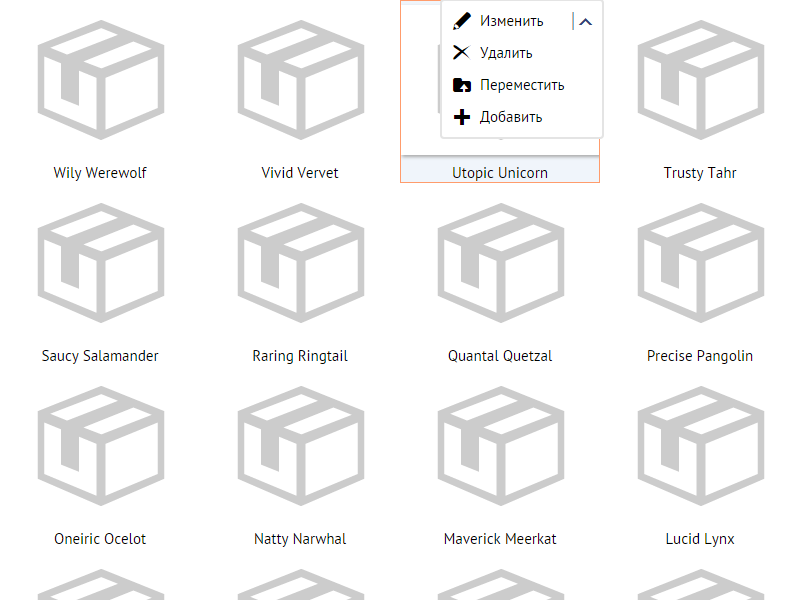 Изменить
Удалить
Переместить
Добавить
Wily Werewolf
Vivid Vervet
Utopic Unicorn
Trusty Tahr
Saucy Salamander
Raring Ringtail
Quantal Quetzal
Precise Pangolin
Oneiric Ocelot
Natty Narwhal
Maverick Meerkat
Lucid Lynx